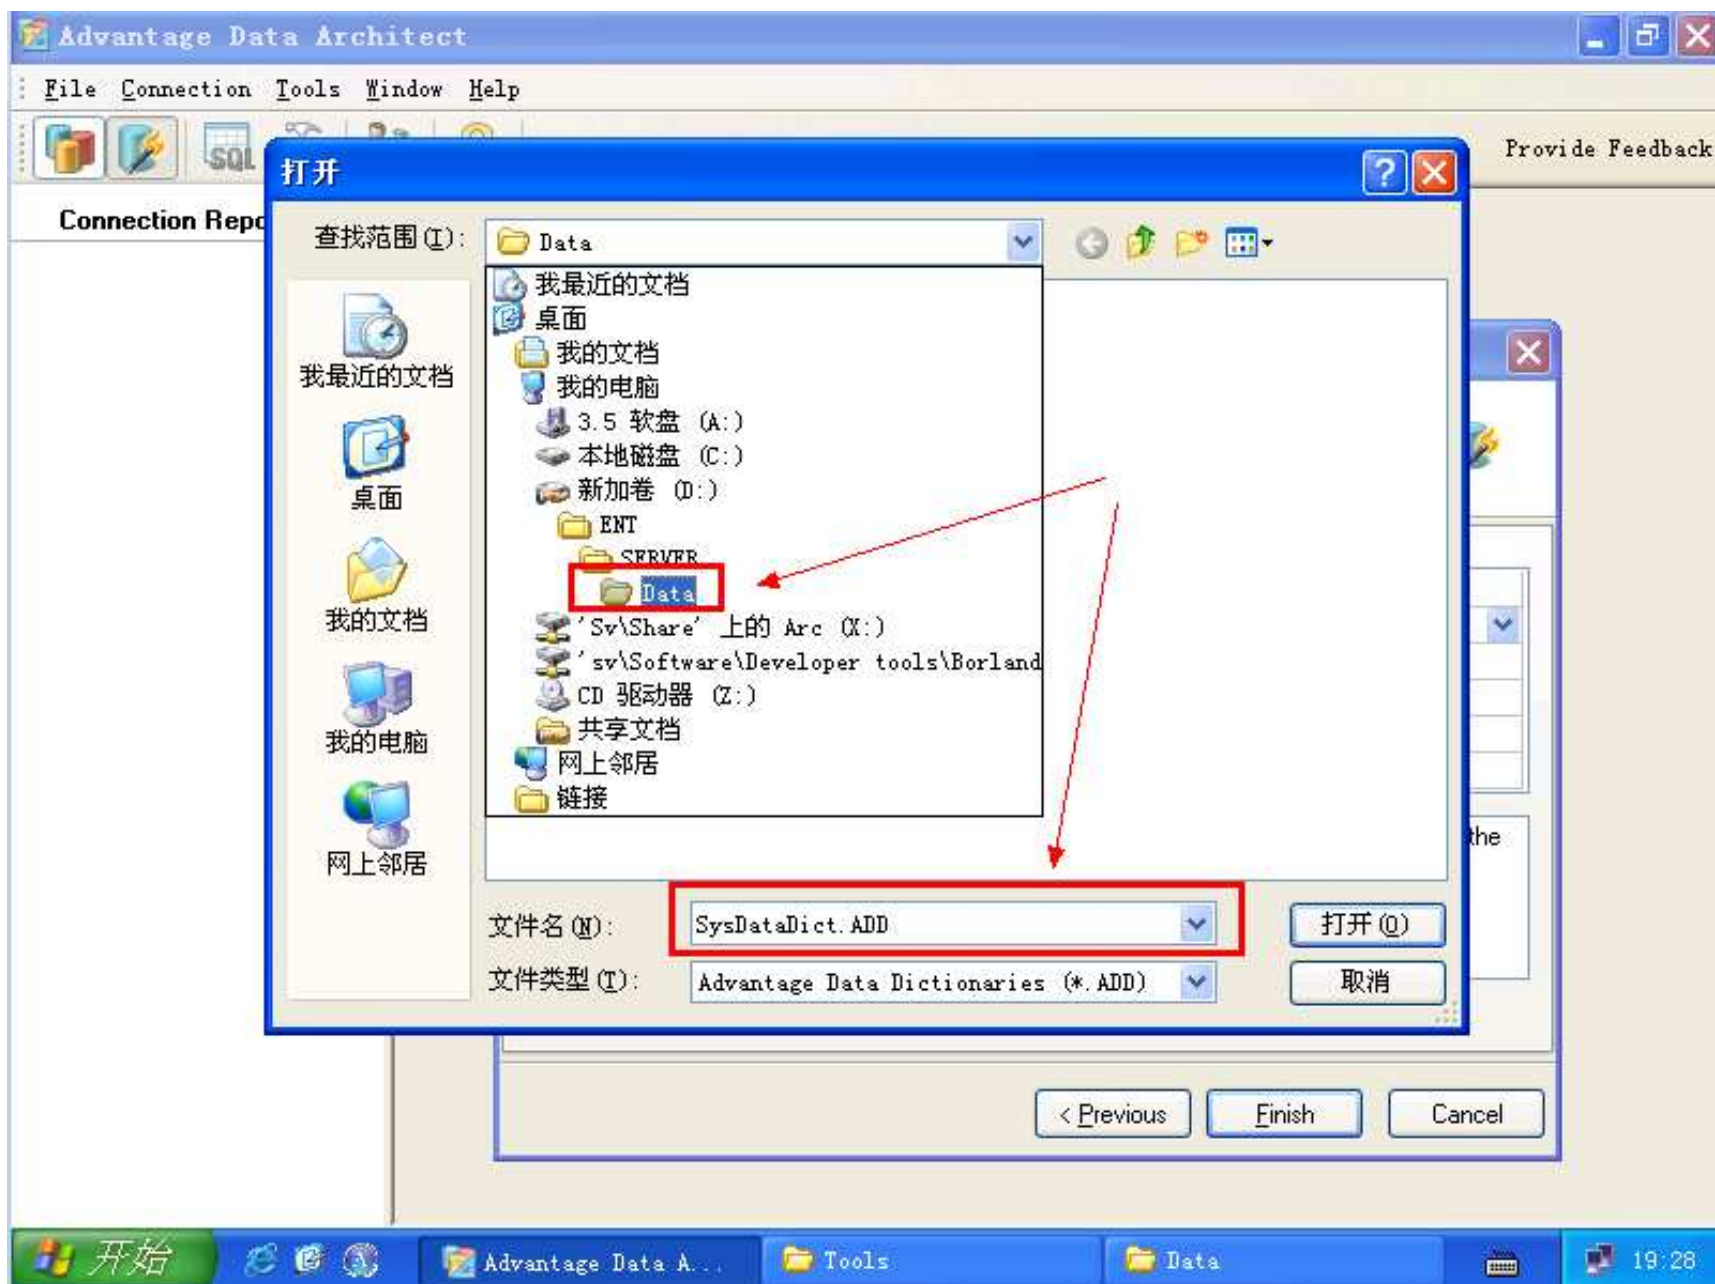 Advantage Data Architect
File Connection Tools Window Help
SQL
Provide Feedback
打开
Connection Repo
查找范围(I):
Data
我最近的文档
桌面
我的文档
我的电脑
3.5 软盘 (A:)
本地磁盘 (C:)
新加卷 (D:)
ENT
SERVER
Data
'Sv\Share' 上的 Arc (X:)
'sv\Software\Developer tools\Borland
CD 驱动器 (Z:)
共享文档
网上邻居
链接
我最近的文档
桌面
我的文档
我的电脑
网上邻居
the
文件名(N):
SysDataDict.ADD
打开(O)
文件类型(T):
Advantage Data Dictionaries (*.ADD)
取消
< Previous
Finish
Cancel
开始
Advantage Data A...
Tools
Data
19:28